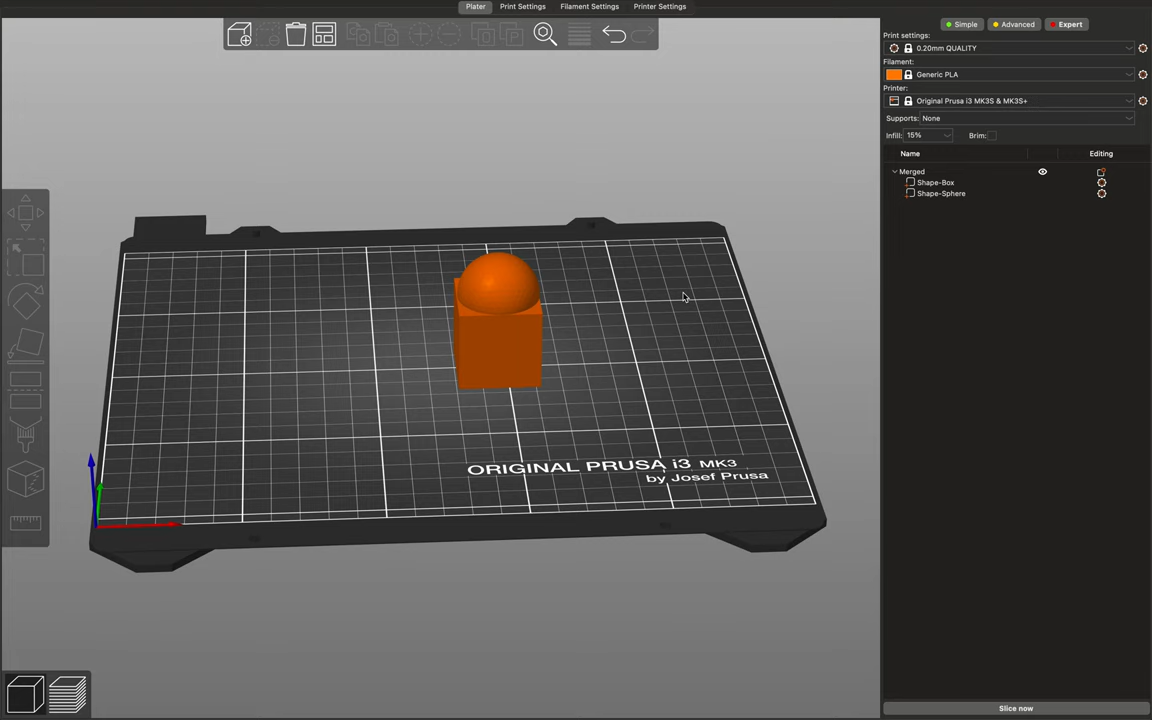 Plater Print Settings Filament Settings Printer Settings
Simple Advanced Expert
Print settings:
0.20mm QUALITY
Filament:
Generic PLA
Printer:
Original Prusa i3 MK3S & MK3S+
Supports: None
Infill: 15% Brim:
Name Editing
Merged
Shape-Box
Shape-Sphere
ORIGINAL PRUSA i3 MK3
by Josef Prusa
Slice now